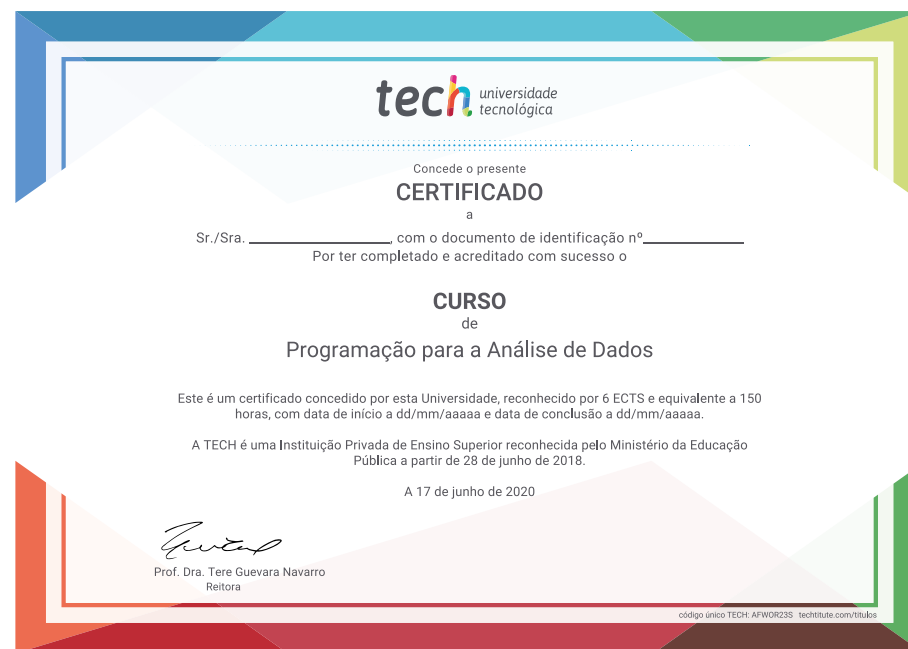 tech universidade
tecnológica
Concede o presente
CERTIFICADO
a
Sr./Sra. ____________________, com o documento de identificação nº______________
Por ter completado e acreditado com sucesso o
CURSO
de
Programação para a Análise de Dados
Este é um certificado concedido por esta Universidade, reconhecido por 6 ECTS e equivalente a 150
horas, com data de início a dd/mm/aaaaa e data de conclusão a dd/mm/aaaaa.
A TECH é uma Instituição Privada de Ensino Superior reconhecida pelo Ministério da Educação
Pública a partir de 28 de junho de 2018.
A 17 de junho de 2020
Prof. Dra. Tere Guevara Navarro
Reitora
código único TECH: AFWOR23S techtitute.com/titulos